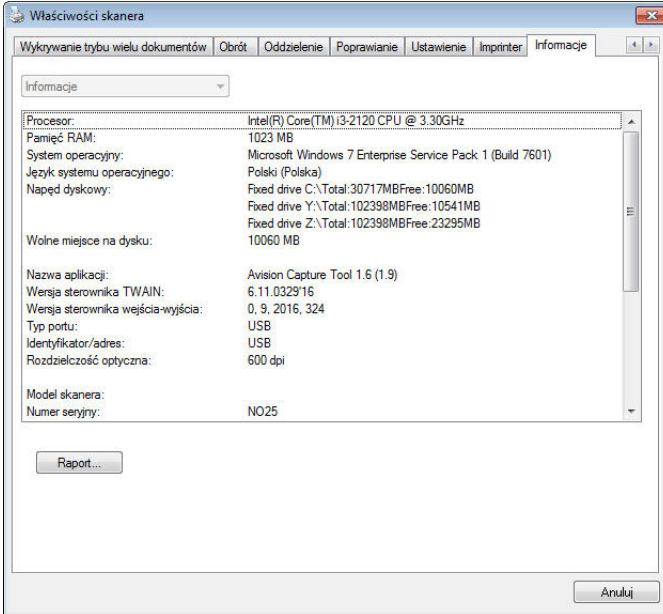 Właściwości skanera
Wykrywanie trybu wielu dokumentów Obrót Oddzielenie Poprawianie Ustawienie Imprinter Informacje
Informacje
Procesor: Intel(R) Core(TM) i3-2120 CPU @ 3.30GHz
Pamięć RAM: 1023 MB
System operacyjny: Microsoft Windows 7 Enterprise Service Pack 1 (Build 7601)
Język systemu operacyjnego: Polski (Polska)
Napęd dyskowy: Fixed drive C:\Total:30717MBFree:10060MB
Fixed drive Y:\Total:102398MBFree:10541MB
Fixed drive Z:\Total:102398MBFree:23295MB
Wolne miejsce na dysku: 10060 MB
Nazwa aplikacji: Avision Capture Tool 1.6 (1.9)
Wersja sterownika TWAIN: 6.11.0329'16
Wersja sterownika wejścia-wyjścia: 0, 9, 2016, 324
Typ portu: USB
Identyfikator/adres: USB
Rozdzielczość optyczna: 600 dpi
Model skanera:
Numer seryjny: NO25
Raport...
Anuluj